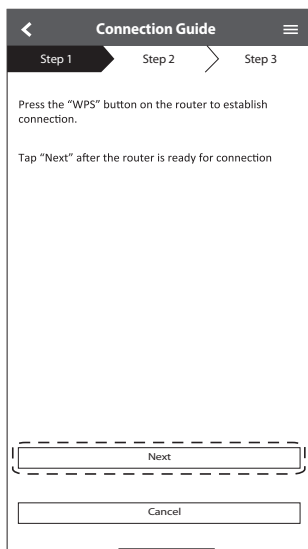 Connection Guide
Step 1
Step 2
Step 3
Press the “WPS” button on the router to establish
connection.
Tap “Next” after the router is ready for connection
Next
Cancel